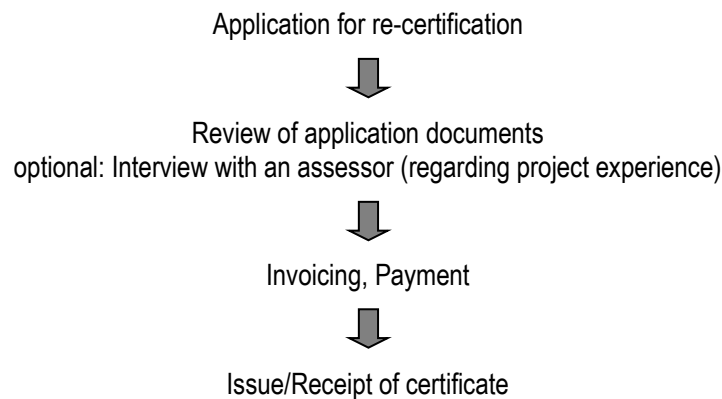 Application for re-certification
Review of application documents
optional: Interview with an assessor (regarding project experience)
Invoicing, Payment
Issue/Receipt of certificate